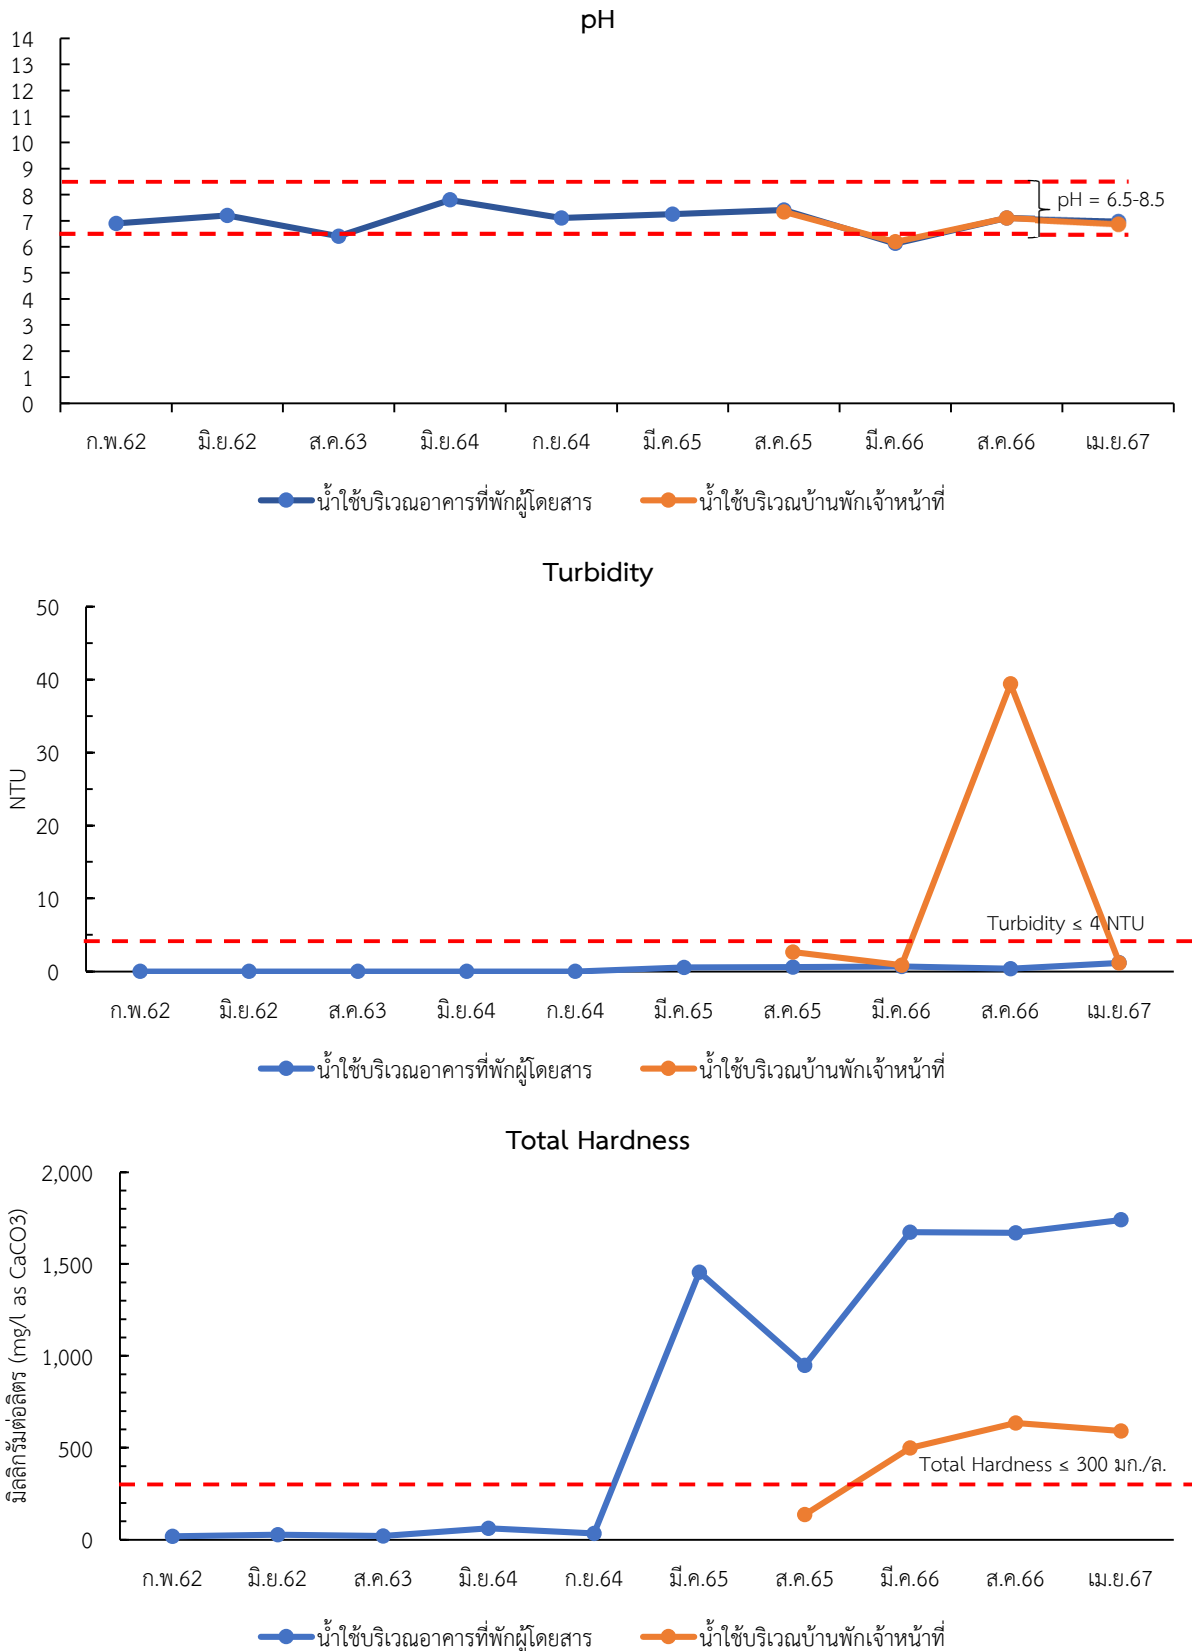 pH
14
13
12
11
10
9
8
7
6
5
4
3
2
1
0
pH = 6.5-8.5
ก.พ.62 มิ.ย.62 ส.ค.63 มิ.ย.64 ก.ย.64 มี.ค.65 ส.ค.65 มี.ค.66 ส.ค.66 เม.ย.67
น้ำใช้บริเวณอาคารที่พักผู้โดยสาร น้ำใช้บริเวณบ้านพักเจ้าหน้าที่
Turbidity
NTU
50
40
30
20
10
0
Turbidity ≤ 4 NTU
ก.พ.62 มิ.ย.62 ส.ค.63 มิ.ย.64 ก.ย.64 มี.ค.65 ส.ค.65 มี.ค.66 ส.ค.66 เม.ย.67
น้ำใช้บริเวณอาคารที่พักผู้โดยสาร น้ำใช้บริเวณบ้านพักเจ้าหน้าที่
Total Hardness
มิลลิกรัมต่อลิตร (mg/l as CaCO3)
2,000
1,500
1,000
500
0
Total Hardness ≤ 300 มก./ล.
ก.พ.62 มิ.ย.62 ส.ค.63 มิ.ย.64 ก.ย.64 มี.ค.65 ส.ค.65 มี.ค.66 ส.ค.66 เม.ย.67
น้ำใช้บริเวณอาคารที่พักผู้โดยสาร น้ำใช้บริเวณบ้านพักเจ้าหน้าที่